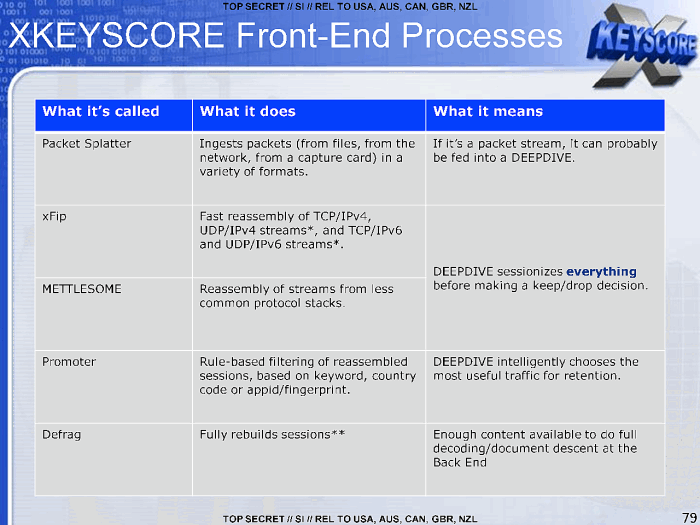 TOP SECRET // SI // REL TO USA, AUS, CAN, GBR, NZL
XKEYSCORE Front-End Processes
X KEYSCORE
What it's called
What it does
What it means
Packet Splatter
Ingests packets (from files, from the
network, from a capture card) in a
variety of formats.
If it's a packet stream, it can probably
be fed into a DEEPDIVE.
xFip
Fast reassembly of TCP/IPv4,
UDP/IPv4 streams*, and TCP/IPv6
and UDP/IPv6 streams*.
DEEPDIVE sessionizes everything
before making a keep/drop decision.
METTLESOME
Reassembly of streams from less
common protocol stacks.
Promoter
Rule-based filtering of reassembled
sessions, based on keyword, country
code or appid/fingerprint.
DEEPDIVE intelligently chooses the
most useful traffic for retention.
Defrag
Fully rebuilds sessions**
Enough content available to do full
decoding/document descent at the
Back End
TOP SECRET // SI // REL TO USA, AUS, CAN, GBR, NZL
79